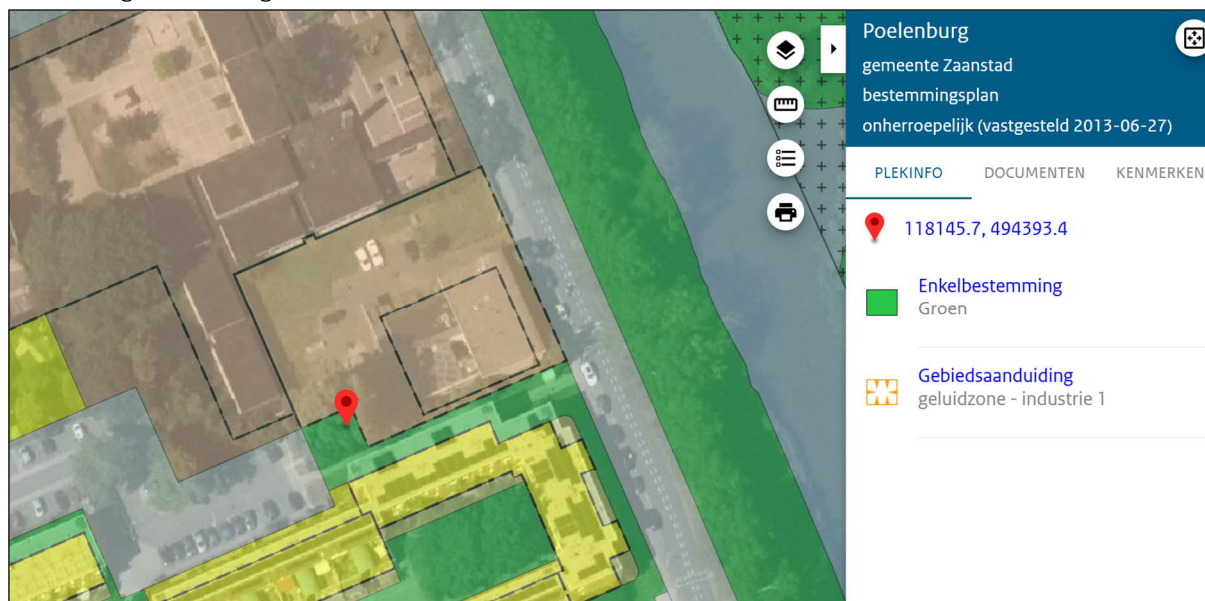 Poelenburg
gemeente Zaanstad
bestemmingsplan
onherroepelijk (vastgesteld 2013-06-27)
PLEKINFO DOCUMENTEN KENMERKEN
118145.7, 494393.4
Enkelbestemming
Groen
Gebiedsaanduiding
geluidzone - industrie 1